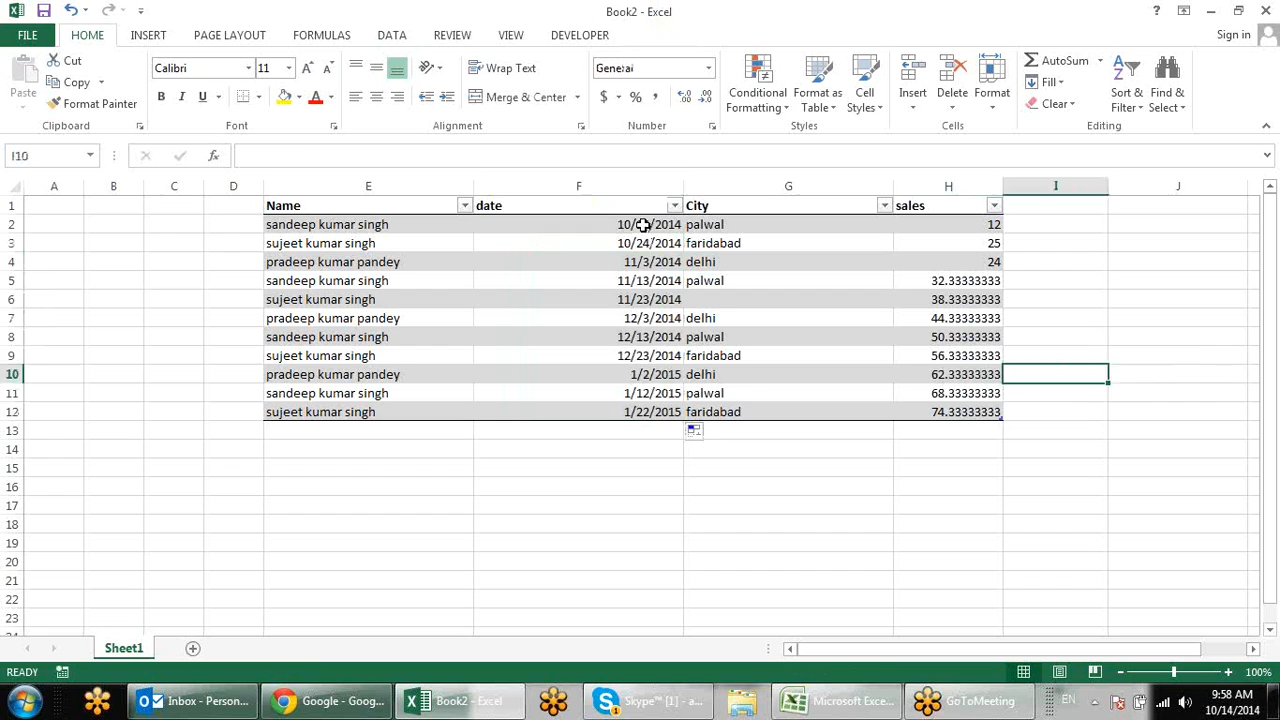 Book2 - Excel
FILE HOME INSERT PAGE LAYOUT FORMULAS DATA REVIEW VIEW DEVELOPER Sign in
Paste
Cut
Copy
Format Painter
Clipboard
Calibri 11
B I U
Font
Wrap Text
Merge & Center
Alignment
General
$ % ,
Number
Conditional Formatting
Format as Table
Cell Styles
Styles
Insert Delete Format
Cells
AutoSum
Fill
Clear
Sort & Filter
Find & Select
Editing
I10 fx
A B C D E F G H I J
1 Name date City sales
2 sandeep kumar singh palwal 12
3 sujeet kumar singh 10/24/2014 faridabad 25
4 pradeep kumar pandey 11/3/2014 delhi 24
5 sandeep kumar singh 11/13/2014 palwal 32.33333333
6 sujeet kumar singh 11/23/2014 38.33333333
7 pradeep kumar pandey 12/3/2014 delhi 44.33333333
8 sandeep kumar singh 12/13/2014 palwal 50.33333333
9 sujeet kumar singh 12/23/2014 faridabad 56.33333333
10 pradeep kumar pandey 1/2/2015 delhi 62.33333333
11 sandeep kumar singh 1/12/2015 palwal 68.33333333
12 sujeet kumar singh 1/22/2015 faridabad 74.33333333
13
14
15
16
17
18
19
20
21
22
23
Sheet1
READY 100%
Inbox - Person... Google - Goog... Book2 - Excel Skype™ [1] - a... Microsoft Exce... GoToMeeting EN 9:58 AM
10/14/2014